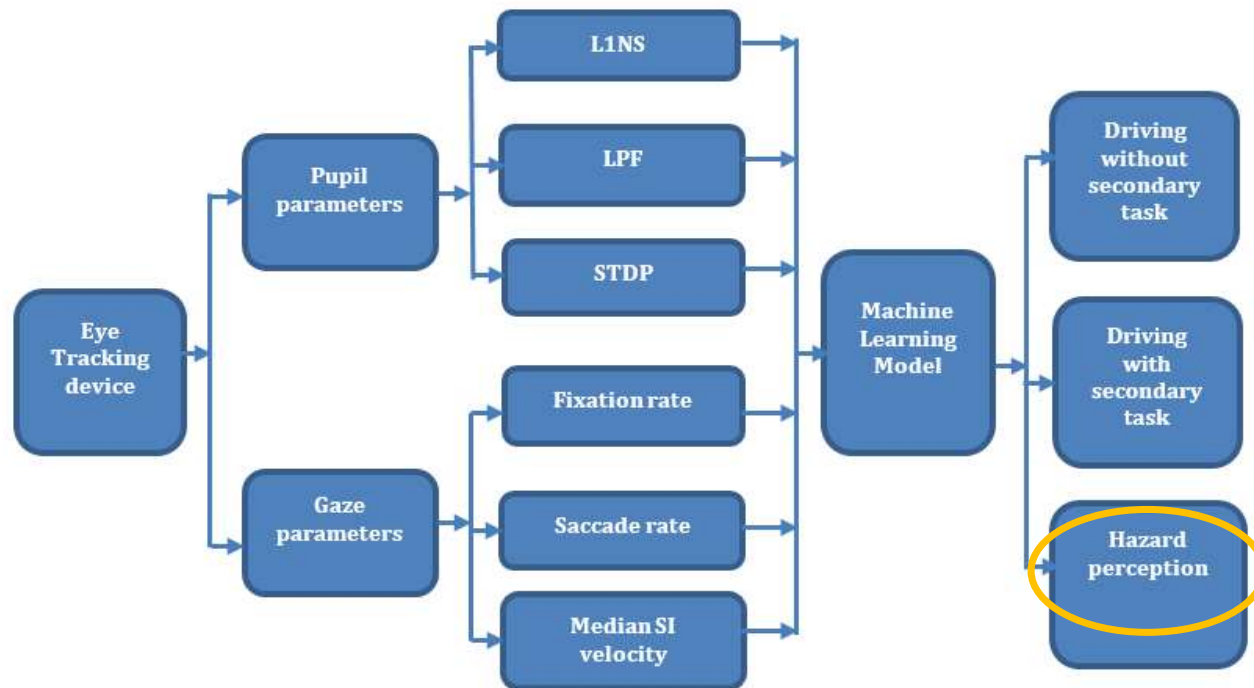 Eye
Tracking
device
Pupil
parameters
Gaze
parameters
L1NS
LPF
STDP
Fixation rate
Saccade rate
Median SI
velocity
Machine
Learning
Model
Driving
without
secondary
task
Driving
with
secondary
task
Hazard
perception